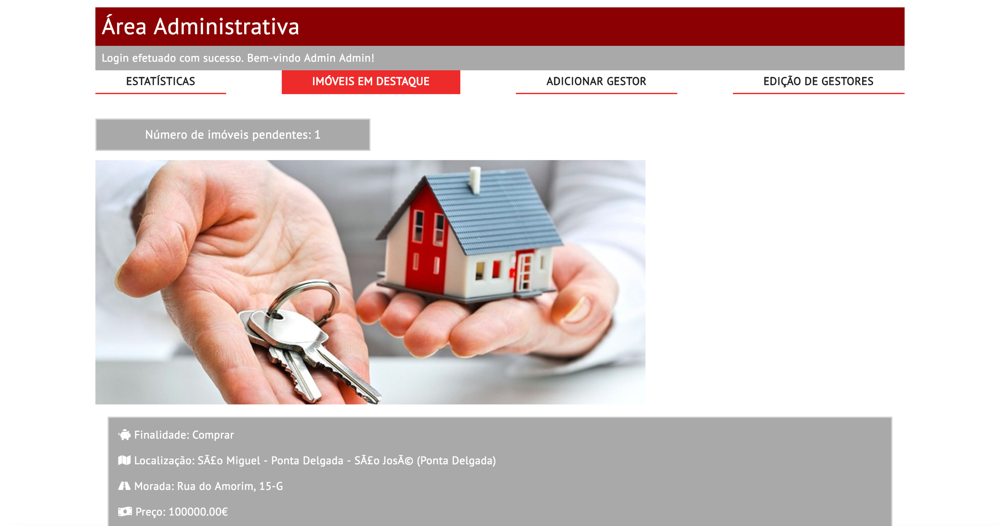 Área Administrativa
Login efetuado com sucesso. Bem-vindo Admin Admin!
ESTATÍSTICAS IMÓVEIS EM DESTAQUE ADICIONAR GESTOR EDIÇÃO DE GESTORES
Número de imóveis pendentes: 1
Finalidade: Comprar
Localização: SÃ£o Miguel - Ponta Delgada - SÃ£o JosÃ© (Ponta Delgada)
Morada: Rua do Amorim, 15-G
Preço: 100000.00€